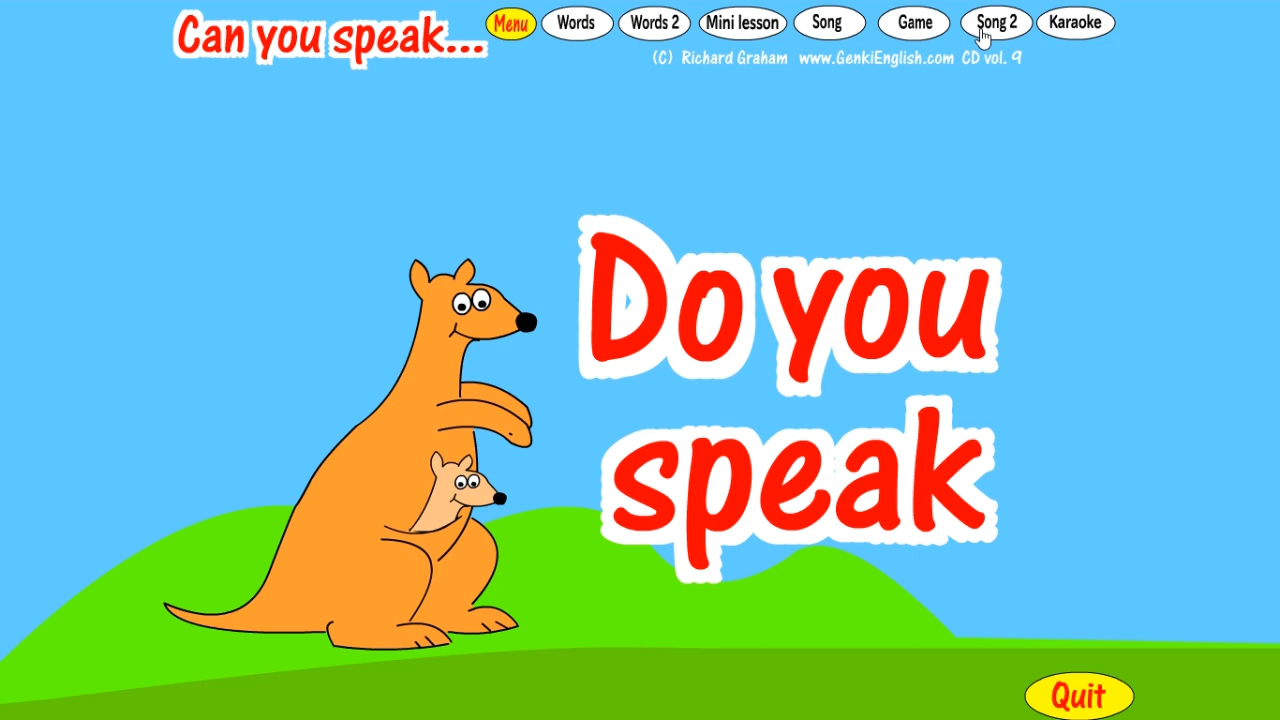 Can you speak...
Menu Words Words 2 Mini lesson Song Game Song 2 Karaoke
(C) Richard Graham www.GenkiEnglish.com CD vol. 9
Do you
speak
Quit